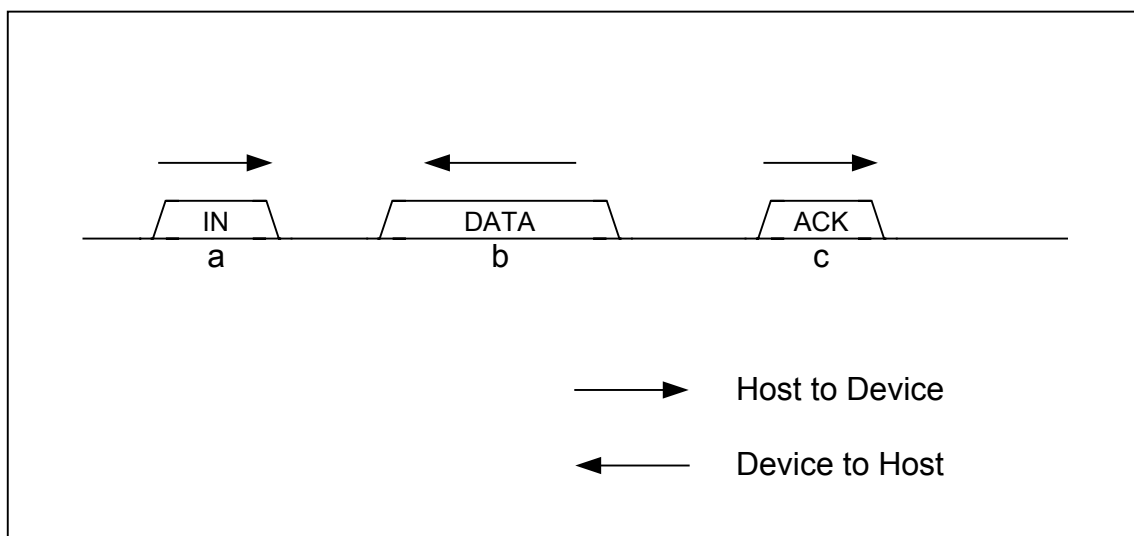 IN DATA ACK
a b c
Host to Device
Device to Host